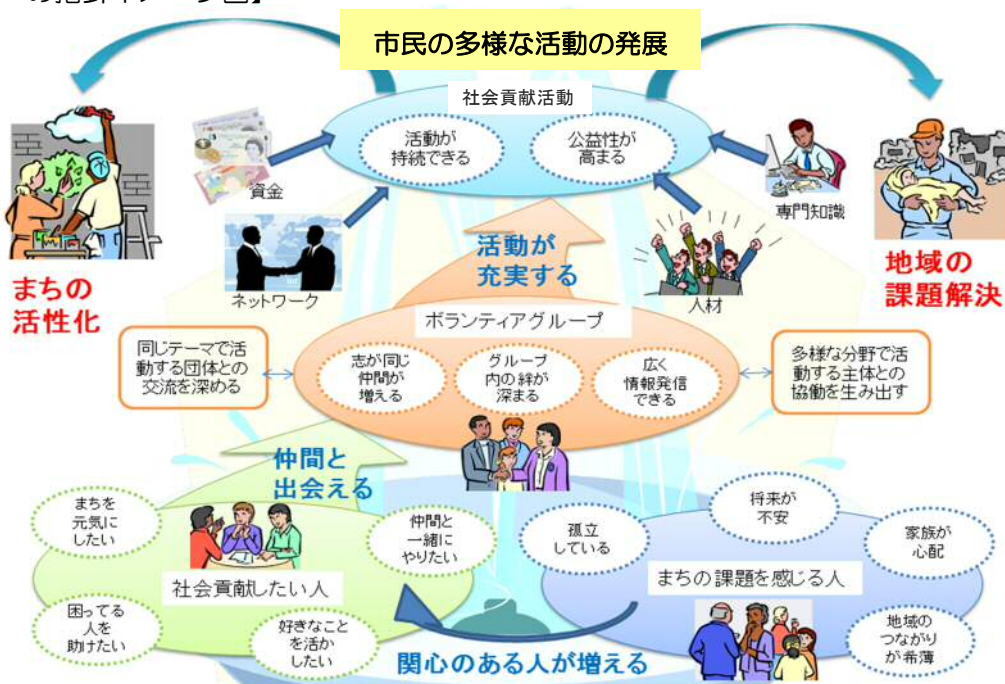 市民の多様な活動の発展
社会貢献活動
活動が
持続できる
公益性が
高まる
資金
専門知識
ネットワーク
人材
まちの
活性化
地域の
課題解決
活動が
充実する
ボランティアグループ
同じテーマで活
動する団体との
交流を深める
志が同じ
仲間が
増える
グループ
内の絆が
深まる
広く
情報発信
できる
多様な分野で活
動する主体との
協働を生み出す
仲間と
出会える
まちを
元気に
したい
仲間と
一緒に
やりたい
社会貢献したい人
困ってる
人を
助けたい
好きなこと
を活か
したい
孤立
している
将来が
不安
家族が
心配
まちの課題を感じる人
地域の
つながり
が希薄
関心のある人が増える